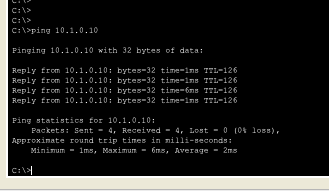 C:\>
C:\>
C:\>
C:\>ping 10.1.0.10
Pinging 10.1.0.10 with 32 bytes of data:
Reply from 10.1.0.10: bytes=32 time=1ms TTL=126
Reply from 10.1.0.10: bytes=32 time=1ms TTL=126
Reply from 10.1.0.10: bytes=32 time=6ms TTL=126
Reply from 10.1.0.10: bytes=32 time=1ms TTL=126
Ping statistics for 10.1.0.10:
Packets: Sent = 4, Received = 4, Lost = 0 (0% loss),
Approximate round trip times in milli-seconds:
Minimum = 1ms, Maximum = 6ms, Average = 2ms
C:\>